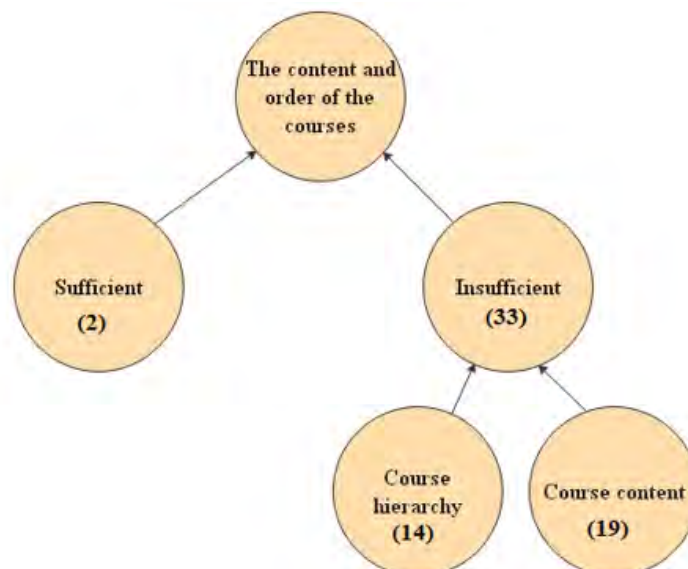 The content and
order of the
courses
Sufficient
(2)
Insufficient
(33)
Course
hierarchy
(14)
Course content
(19)